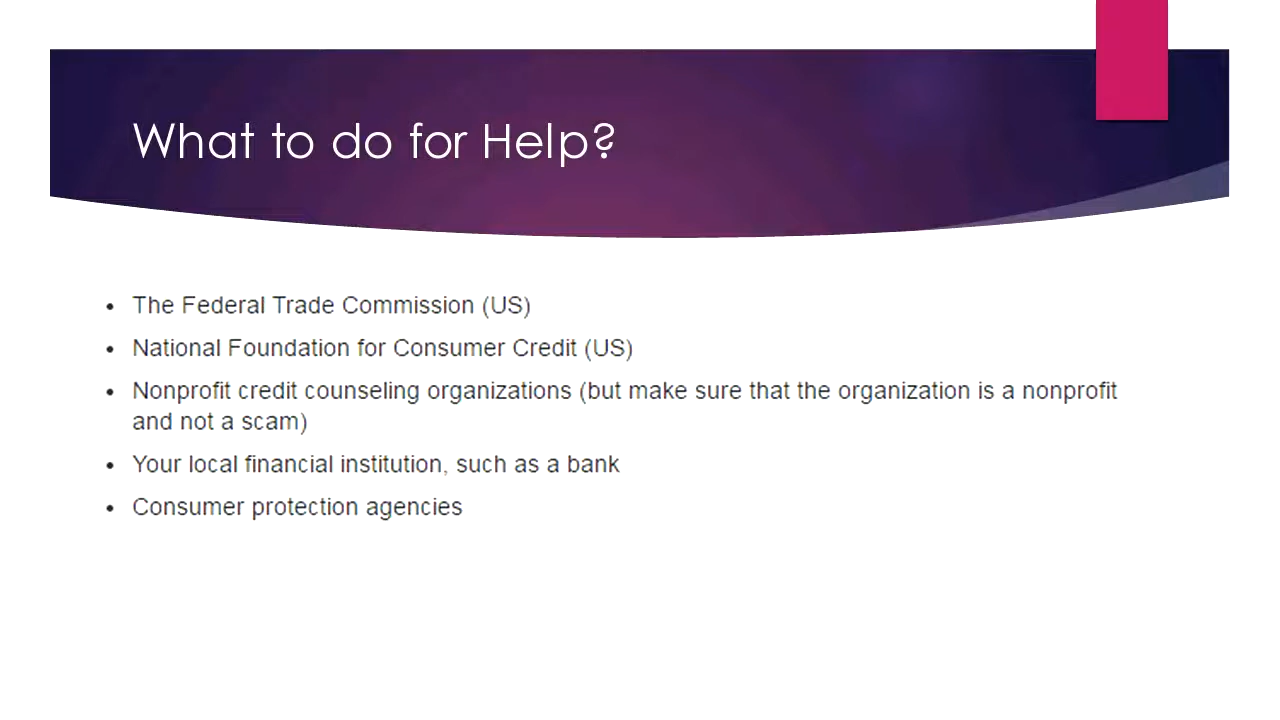 What to do for Help?
• The Federal Trade Commission (US)
• National Foundation for Consumer Credit (US)
• Nonprofit credit counseling organizations (but make sure that the organization is a nonprofit
and not a scam)
• Your local financial institution, such as a bank
• Consumer protection agencies